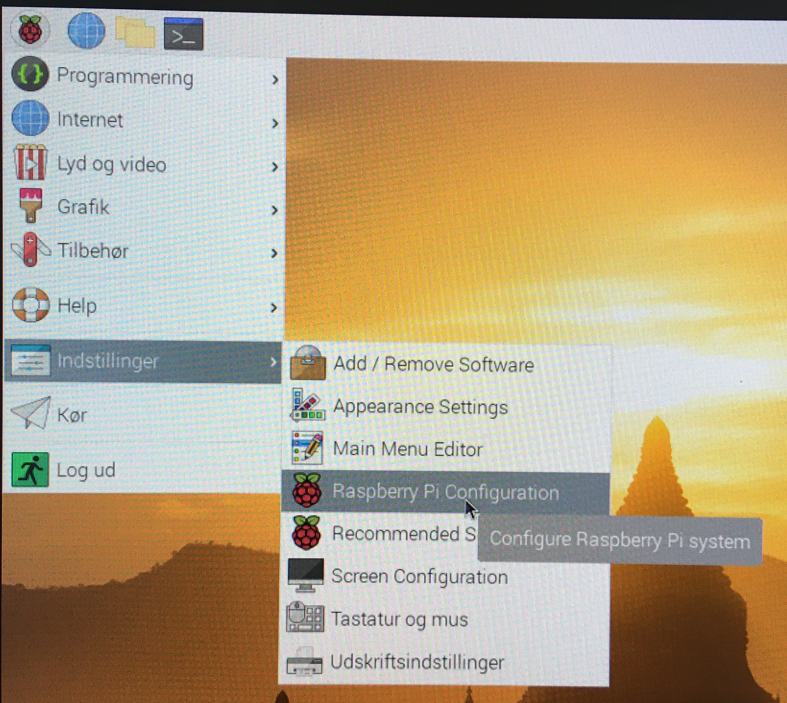 >_
Programmering
Internet
Lyd og video
Grafik
Tilbehør
Help
Indstillinger
Kør
Log ud
Add / Remove Software
Appearance Settings
Main Menu Editor
Raspberry Pi Configuration
Recommended S
Configure Raspberry Pi system
Screen Configuration
Tastatur og mus
Udskriftsindstillinger